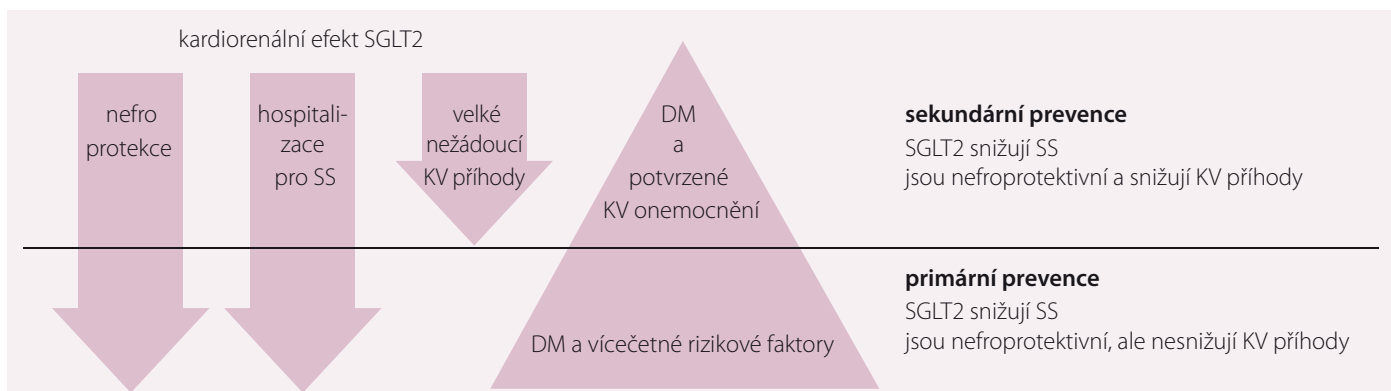 kardiorenální efekt SGLT2
nefro
protekce
hospitali-
zace
pro SS
velké
nežádoucí
KV příhody
DM
a
potvrzené
KV onemocnění
sekundární prevence
SGLT2 snižují SS
jsou nefroprotektivní a snižují KV příhody
DM a vícečetné rizikové faktory
primární prevence
SGLT2 snižují SS
jsou nefroprotektivní, ale nesnižují KV příhody